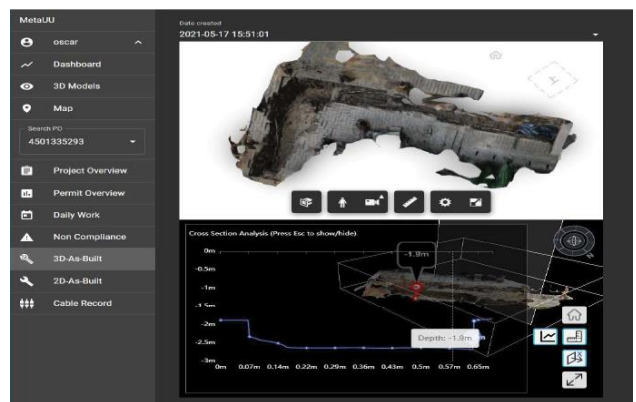 MetaUU
oscar
Dashboard
3D Models
Map
Search PO
4501335293
Project Overview
Permit Overview
Daily Work
Non Compliance
3D-As-Built
2D-As-Built
Cable Record
Date created
2021-05-17 15:51:01
Cross Section Analysis (Press Esc to show/hide)
0m
-0.5m
-1m
-1.5m
-2m
-2.5m
-3m
0m 0.07m 0.14m 0.22m 0.29m 0.36m 0.43m 0.5m 0.57m 0.65m
-1.9m
Depth: -1.9m
N